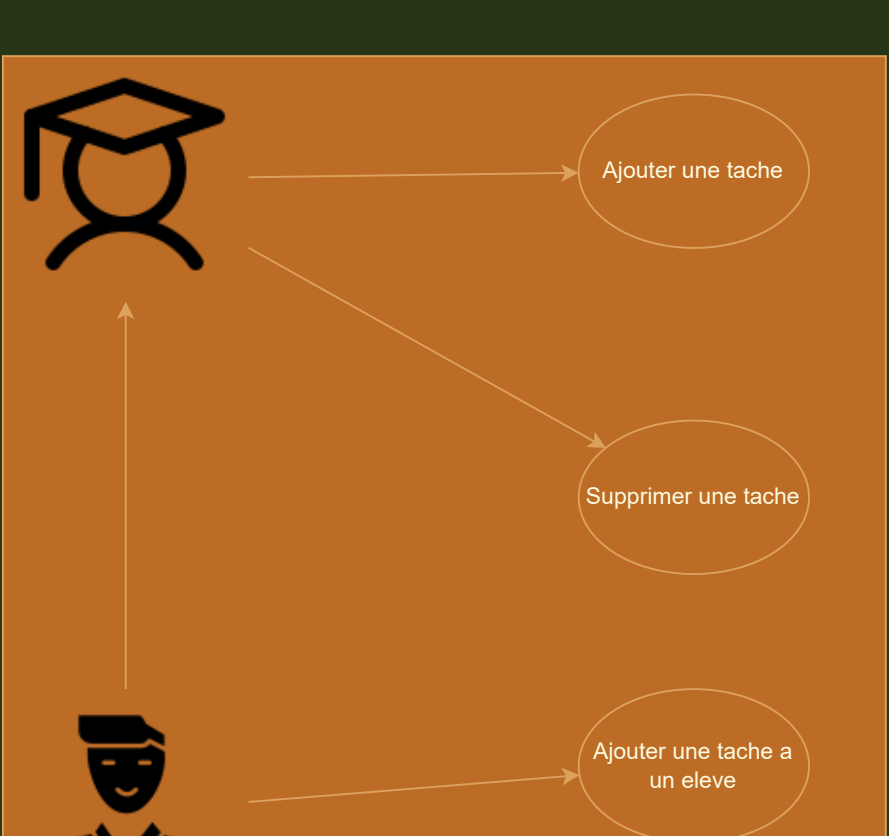 Ajouter une tache
Supprimer une tache
Ajouter une tache a
un eleve